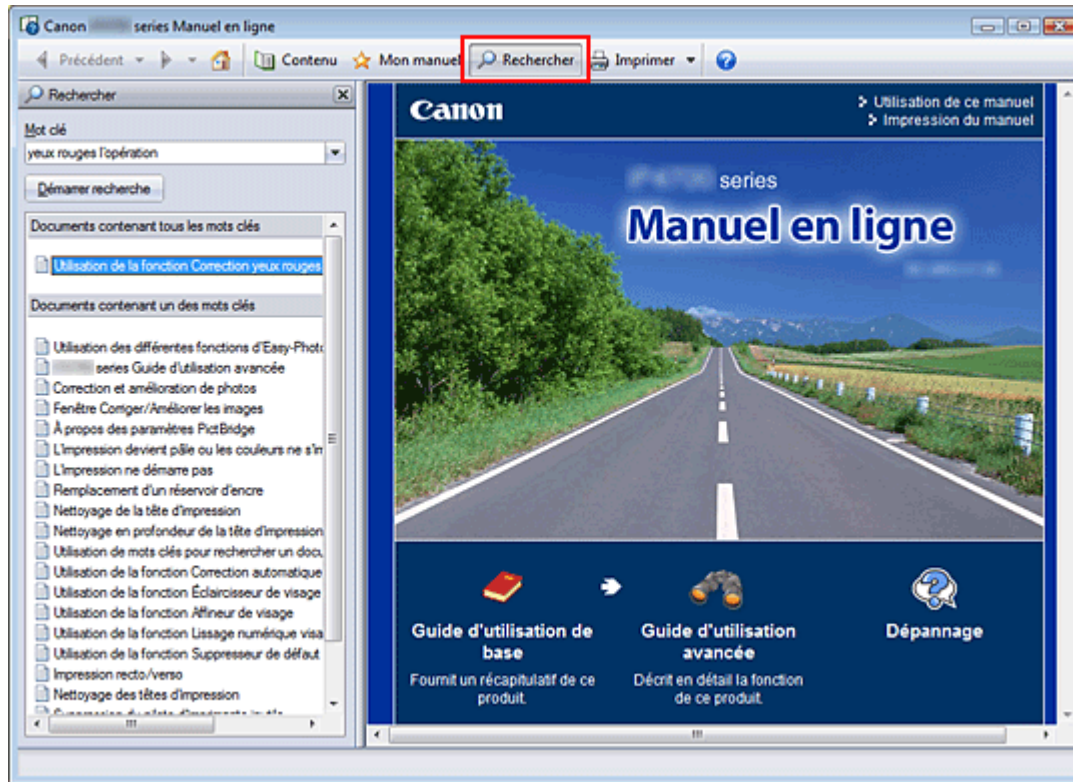 Canon series Manuel en ligne
Précédent Contenu Mon manuel Rechercher Imprimer
Rechercher
Mot clé
yeux rouges l'opération
Démarrer recherche
Documents contenant tous les mots clés
Utilisation de la fonction Correction yeux rouges
Documents contenant un des mots clés
Utilisation des différentes fonctions d'Easy-Photo
series Guide d'utilisation avancée
Correction et amélioration de photos
Fenêtre Corriger/Améliorer les images
À propos des paramètres PictBridge
L'impression devient pâle ou les couleurs ne s'im
L'impression ne démarre pas
Remplacement d'un réservoir d'encre
Nettoyage de la tête d'impression
Nettoyage en profondeur de la tête d'impression
Utilisation de mots clés pour rechercher un docu
Utilisation de la fonction Correction automatique
Utilisation de la fonction Éclaircisseur de visage
Utilisation de la fonction Affineur de visage
Utilisation de la fonction Lissage numérique visa
Utilisation de la fonction Suppresseur de défaut
Impression recto/verso
Nettoyage des têtes d'impression
Canon
Utilisation de ce manuel
Impression du manuel
series
Manuel en ligne
Guide d'utilisation de base
Fournit un récapitulatif de ce produit.
Guide d'utilisation avancée
Décrit en détail la fonction de ce produit.
Dépannage